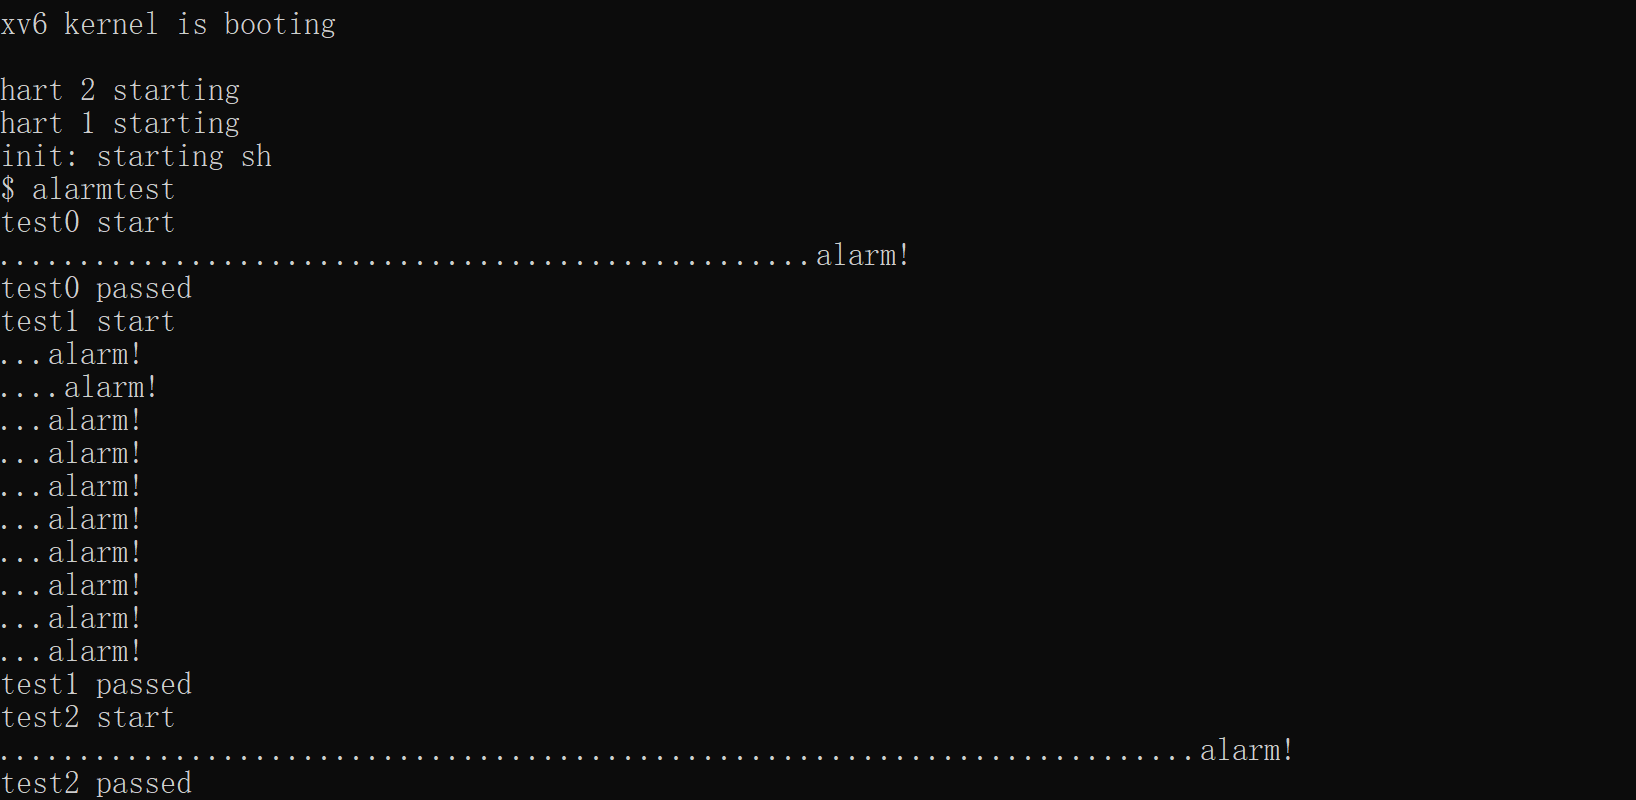 xv6 kernel is booting

hart 2 starting
hart 1 starting
init: starting sh
$ alarmtest
test0 start
...................................................alarm!
test0 passed
test1 start
...alarm!
....alarm!
...alarm!
...alarm!
...alarm!
...alarm!
...alarm!
...alarm!
...alarm!
...alarm!
test1 passed
test2 start
...........................................................................alarm!
test2 passed